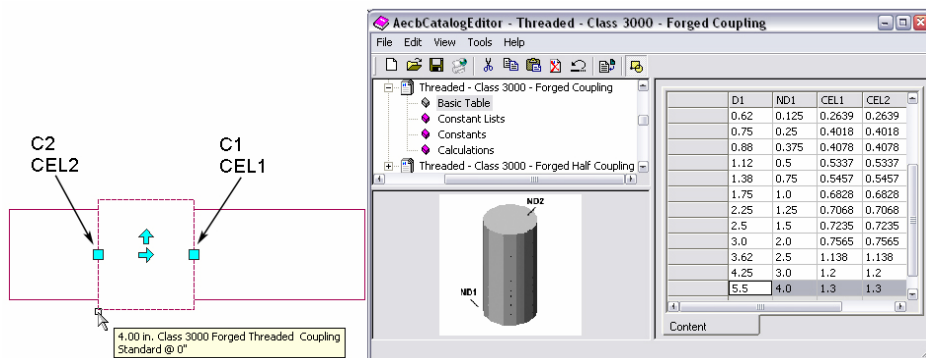 C2
CEL2
C1
CEL1
4.00 in. Class 3000 Forged Threaded Coupling
Standard @ 0"
AecbCatalogEditor - Threaded - Class 3000 - Forged Coupling
File Edit View Tools Help
Threaded - Class 3000 - Forged Coupling
Basic Table
Constant Lists
Constants
Calculations
Threaded - Class 3000 - Forged Half Coupling
ND2
ND1
D1 ND1 CEL1 CEL2
0.62 0.125 0.2639 0.2639
0.75 0.25 0.4018 0.4018
0.88 0.375 0.4078 0.4078
1.12 0.5 0.5337 0.5337
1.38 0.75 0.5457 0.5457
1.75 1.0 0.6828 0.6828
2.25 1.25 0.7068 0.7068
2.5 1.5 0.7235 0.7235
3.0 2.0 0.7565 0.7565
3.62 2.5 1.138 1.138
4.25 3.0 1.2 1.2
5.5 4.0 1.3 1.3
Content